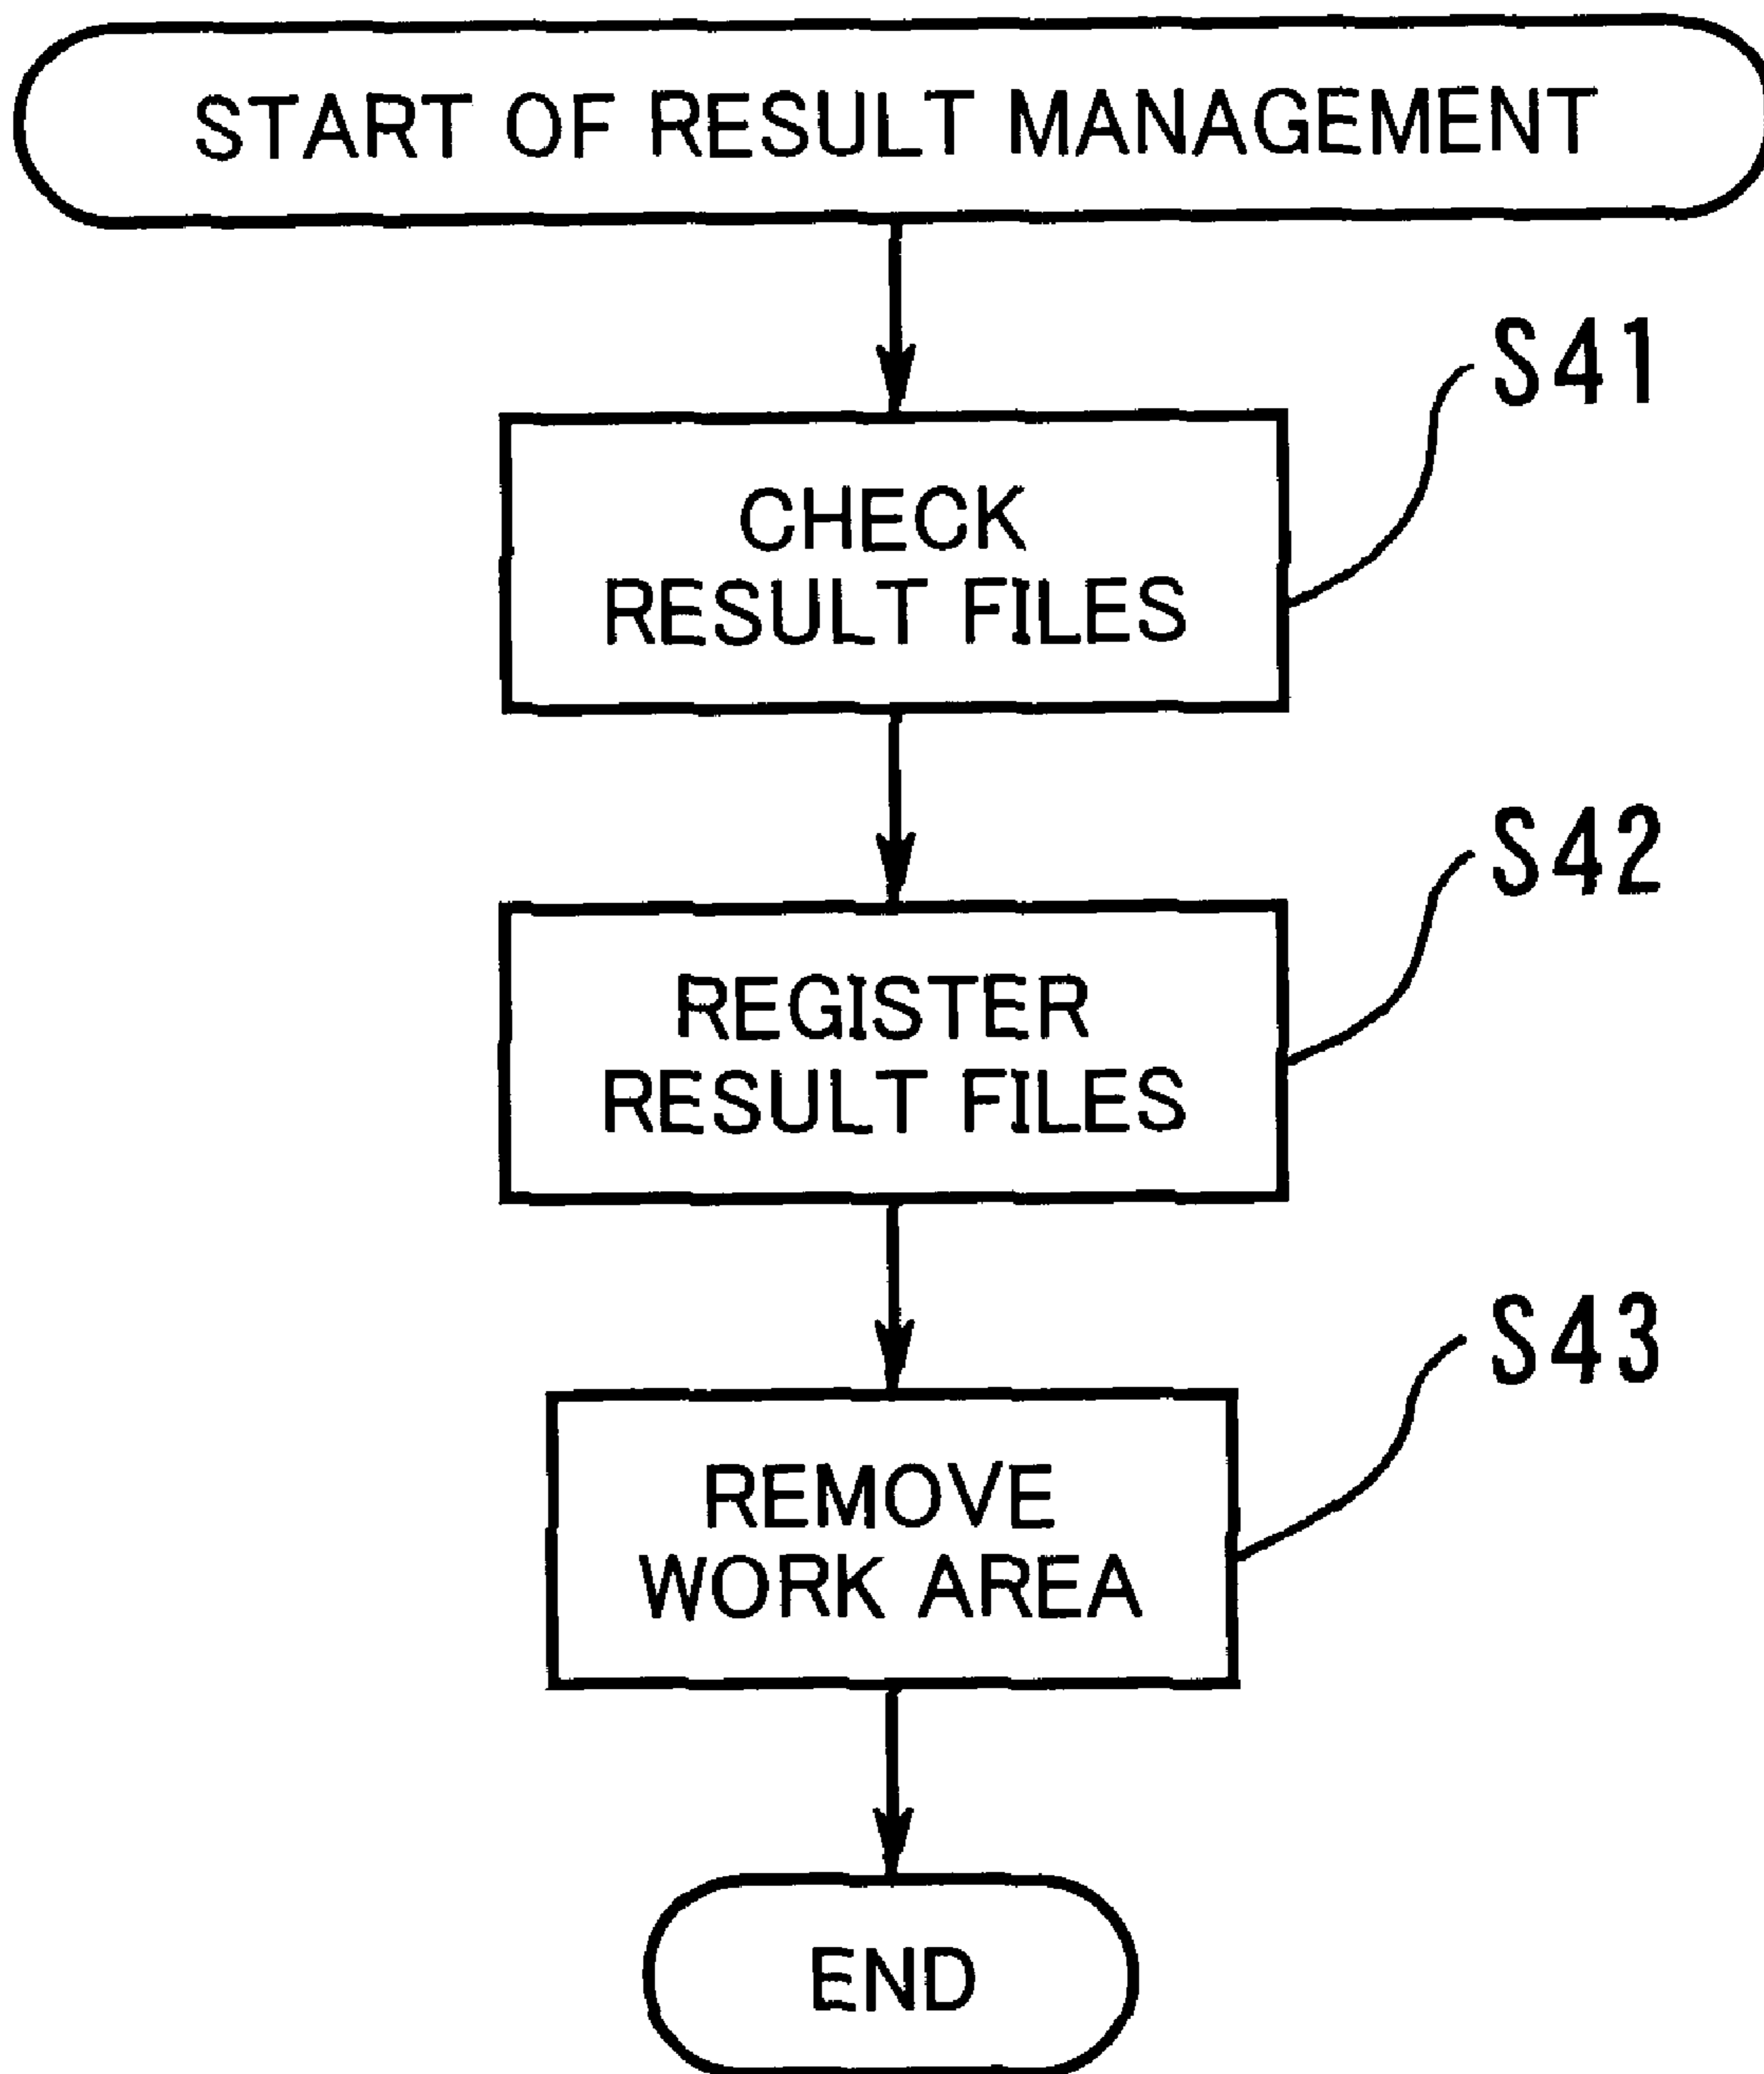 START OF RESULT MANAGEMENT
S41
CHECK
RESULT FILES
S42
REGISTER
RESULT FILES
S43
REMOVE
WORK AREA
END